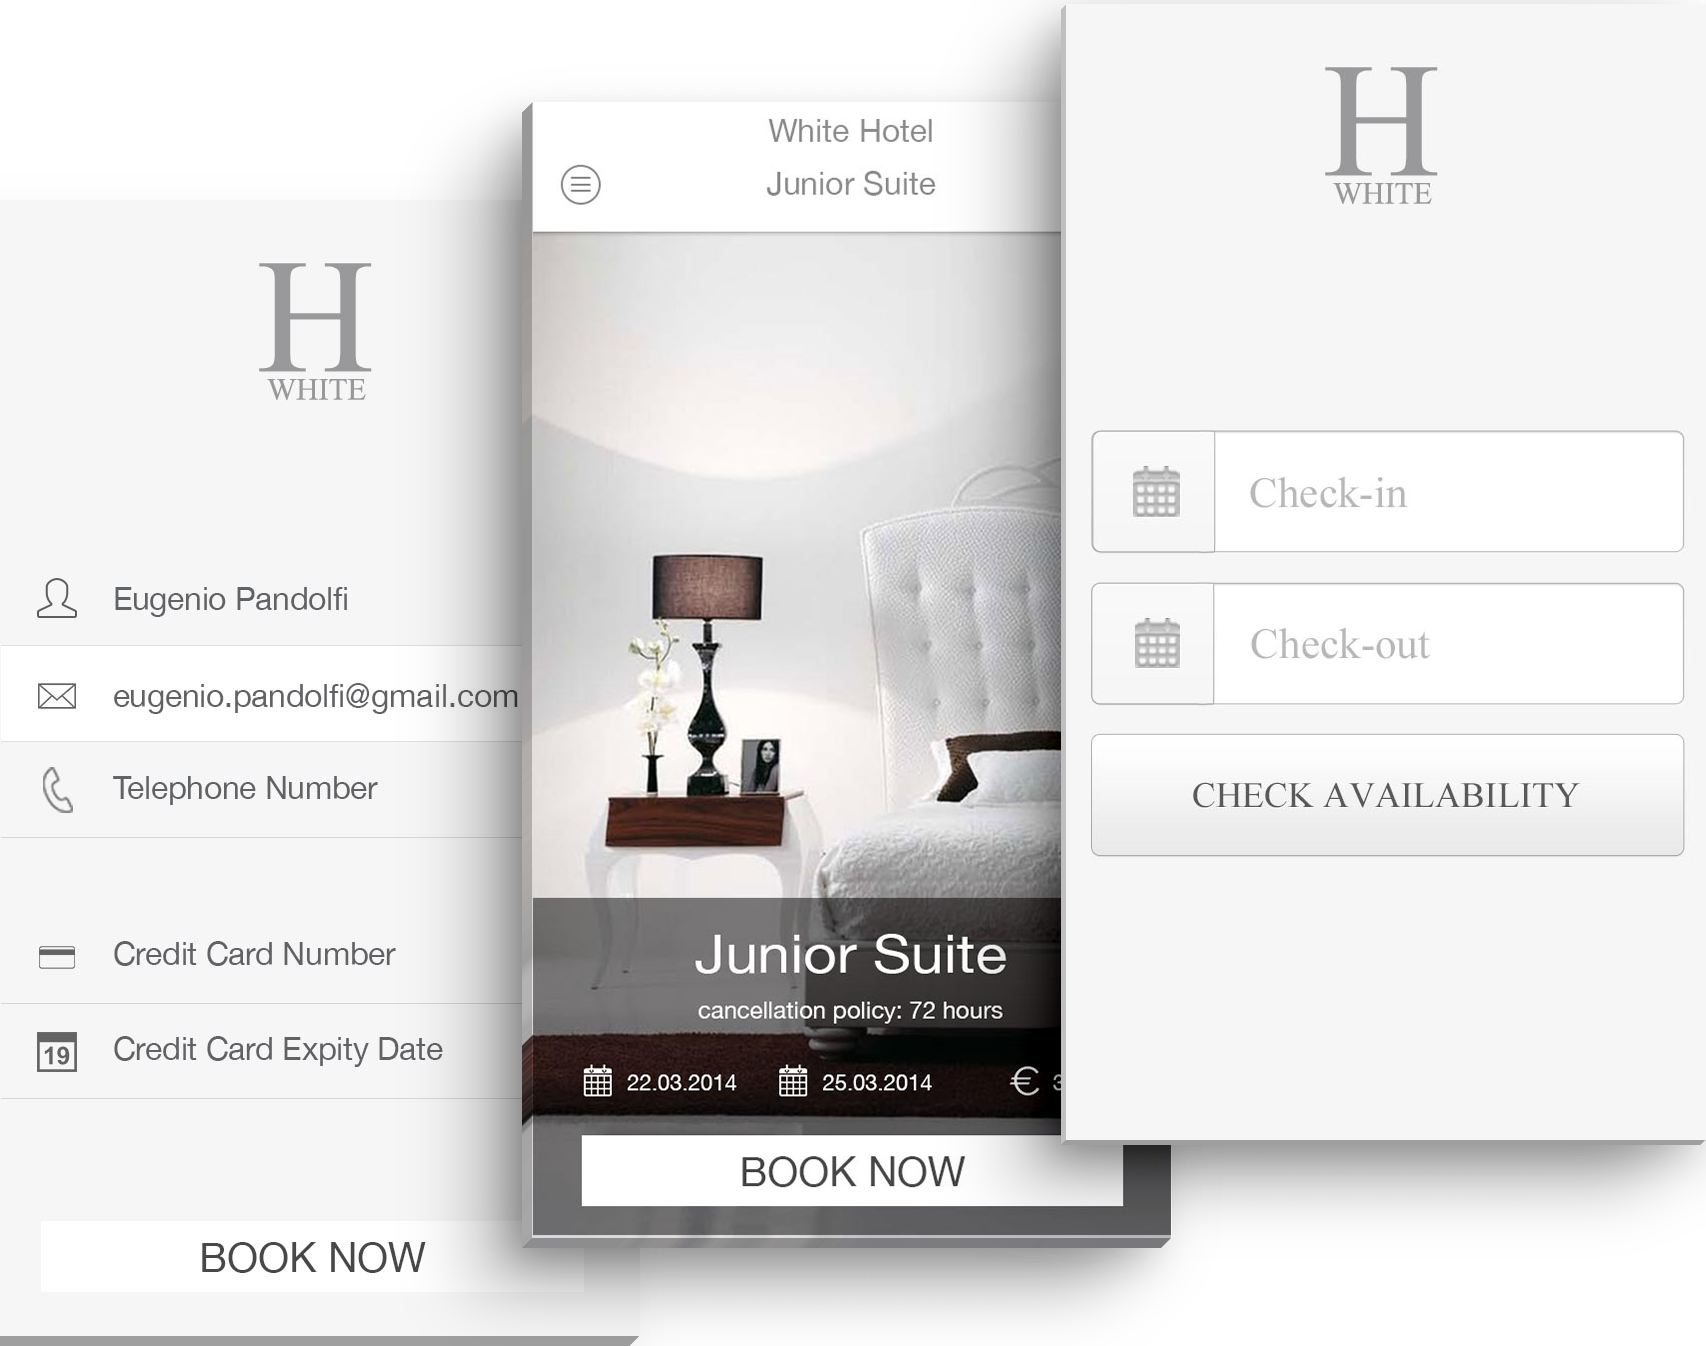 H
WHITE
Eugenio Pandolfi
eugenio.pandolfi@gmail.com
Telephone Number
Credit Card Number
19
Credit Card Expity Date
BOOK NOW
White Hotel
Junior Suite
Junior Suite
cancellation policy: 72 hours
22.03.2014 25.03.2014 €
BOOK NOW
H
WHITE
Check-in
Check-out
CHECK AVAILABILITY